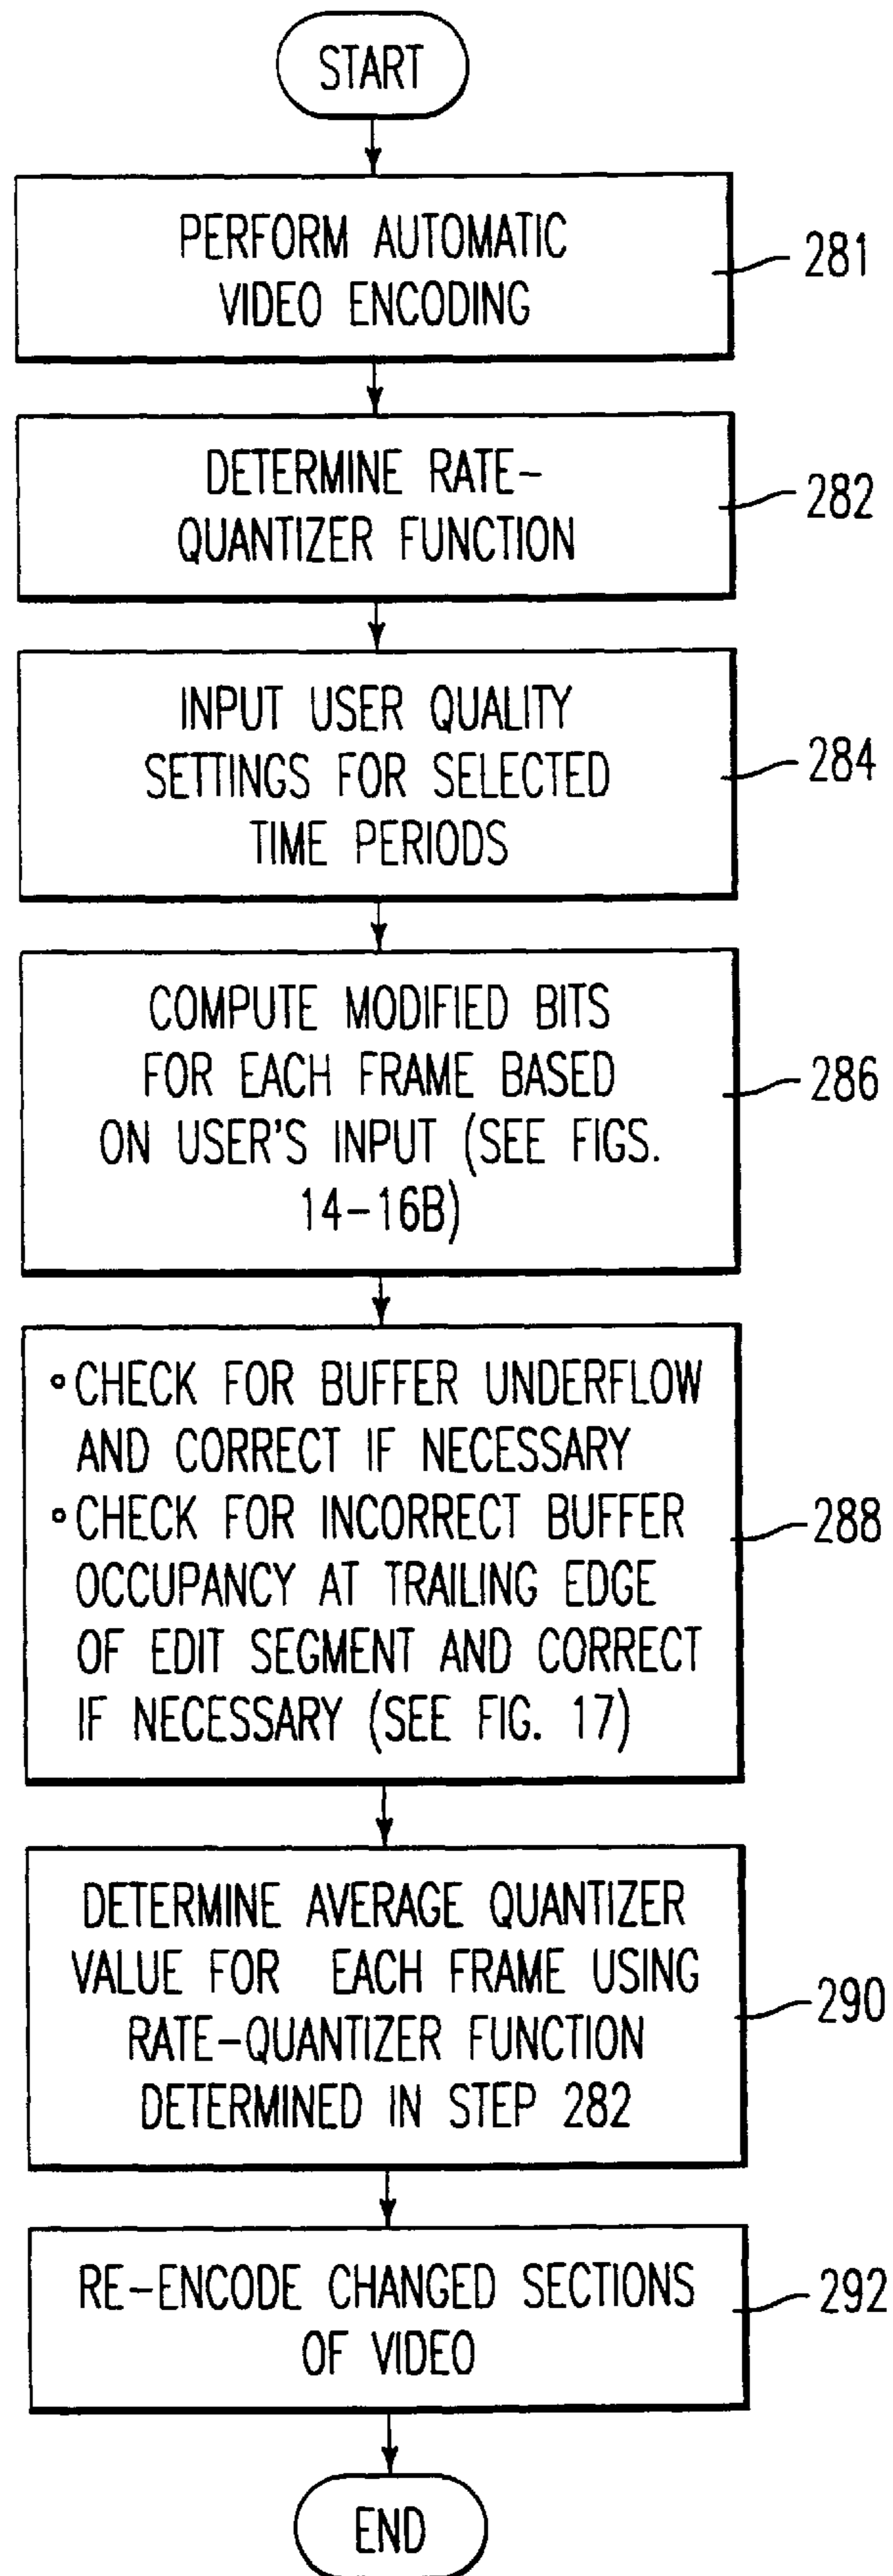 START
PERFORM AUTOMATIC
VIDEO ENCODING
281
DETERMINE RATE-
QUANTIZER FUNCTION
282
INPUT USER QUALITY
SETTINGS FOR SELECTED
TIME PERIODS
284
COMPUTE MODIFIED BITS
FOR EACH FRAME BASED
ON USER'S INPUT (SEE FIGS.
14-16B)
286
∘CHECK FOR BUFFER UNDERFLOW
AND CORRECT IF NECESSARY
∘CHECK FOR INCORRECT BUFFER
OCCUPANCY AT TRAILING EDGE
OF EDIT SEGMENT AND CORRECT
IF NECESSARY (SEE FIG. 17)
288
DETERMINE AVERAGE QUANTIZER
VALUE FOR EACH FRAME USING
RATE-QUANTIZER FUNCTION
DETERMINED IN STEP 282
290
RE-ENCODE CHANGED SECTIONS
OF VIDEO
292
END